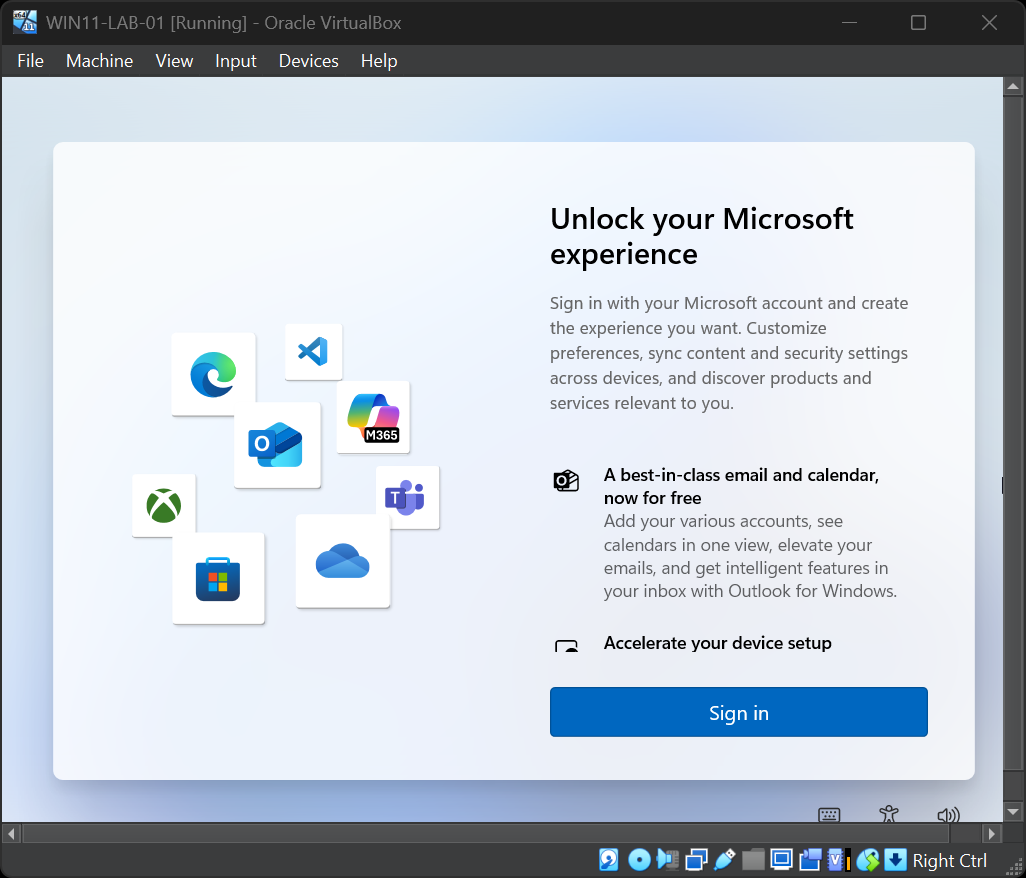 WIN11-LAB-01 [Running] - Oracle VirtualBox
File Machine View Input Devices Help
Unlock your Microsoft
experience
Sign in with your Microsoft account and create
the experience you want. Customize
preferences, sync content and security settings
across devices, and discover products and
services relevant to you.
M365
O
T
A best-in-class email and calendar,
now for free
Add your various accounts, see
calendars in one view, elevate your
emails, and get intelligent features in
your inbox with Outlook for Windows.
Accelerate your device setup
Sign in
Right Ctrl